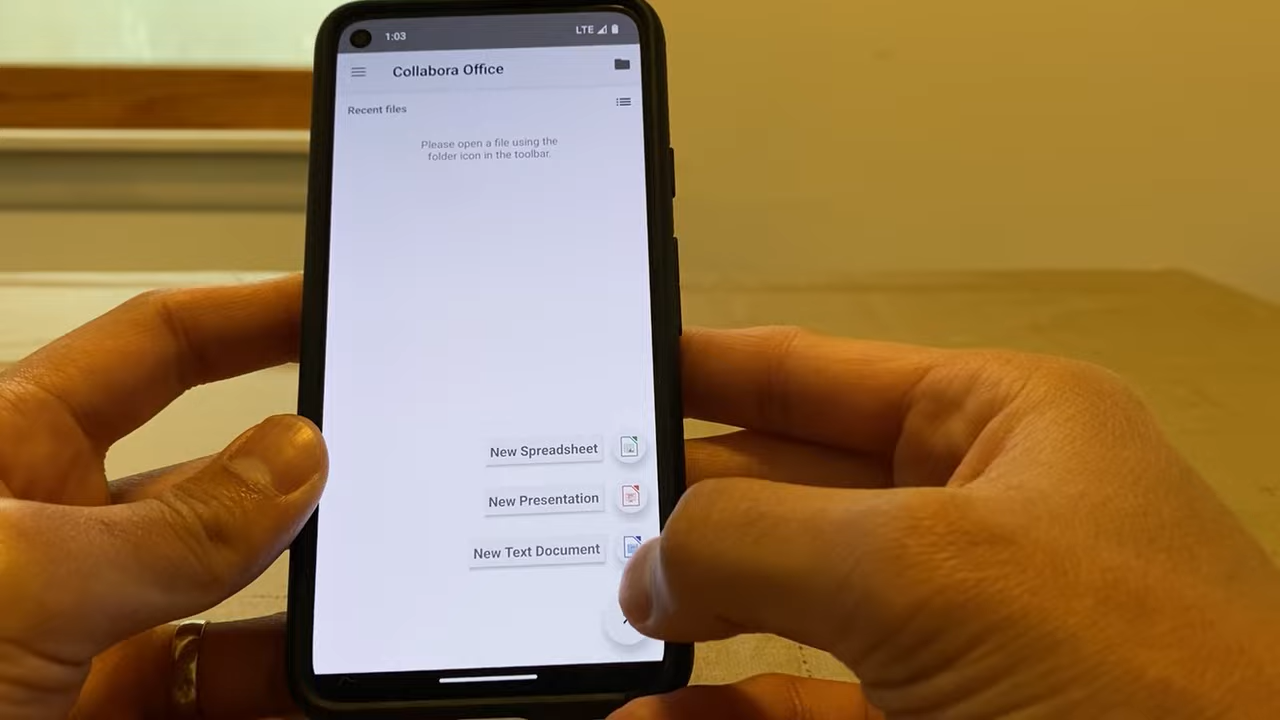 1:03
LTE
Collabora Office
Recent files
Please open a file using the
folder icon in the toolbar.
New Spreadsheet
New Presentation
New Text Document